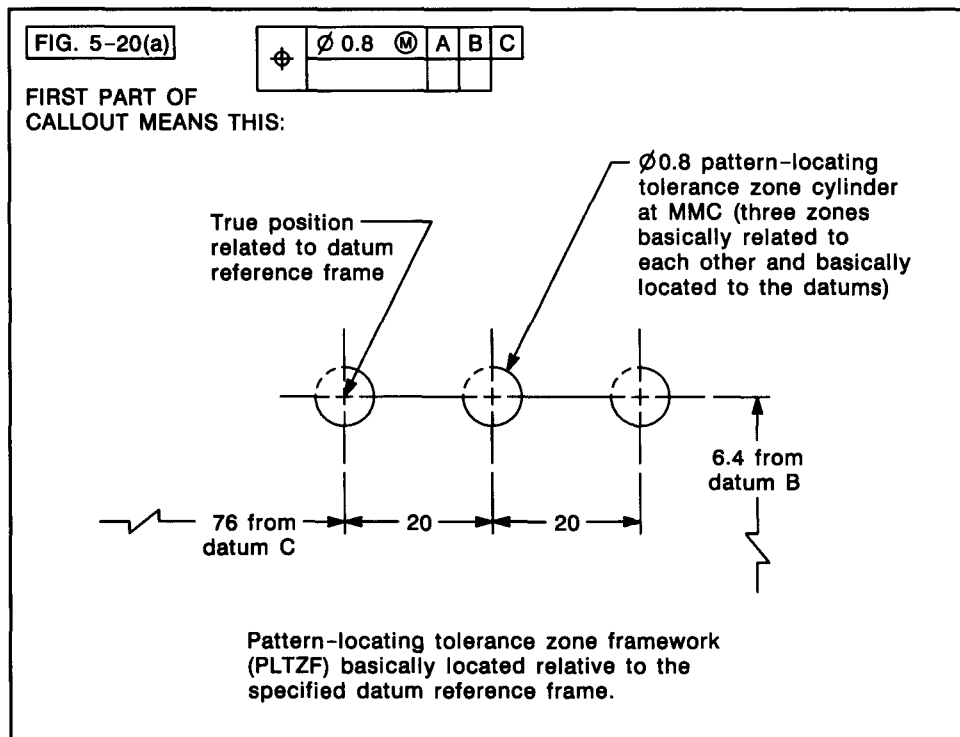 FIG. 5-20(a)
⌖ Ø 0.8 Ⓜ A B C
FIRST PART OF
CALLOUT MEANS THIS:
Ø0.8 pattern-locating
tolerance zone cylinder
at MMC (three zones
basically related to
each other and basically
located to the datums)
True position
related to datum
reference frame
6.4 from
datum B
76 from
datum C
20
20
Pattern-locating tolerance zone framework
(PLTZF) basically located relative to the
specified datum reference frame.